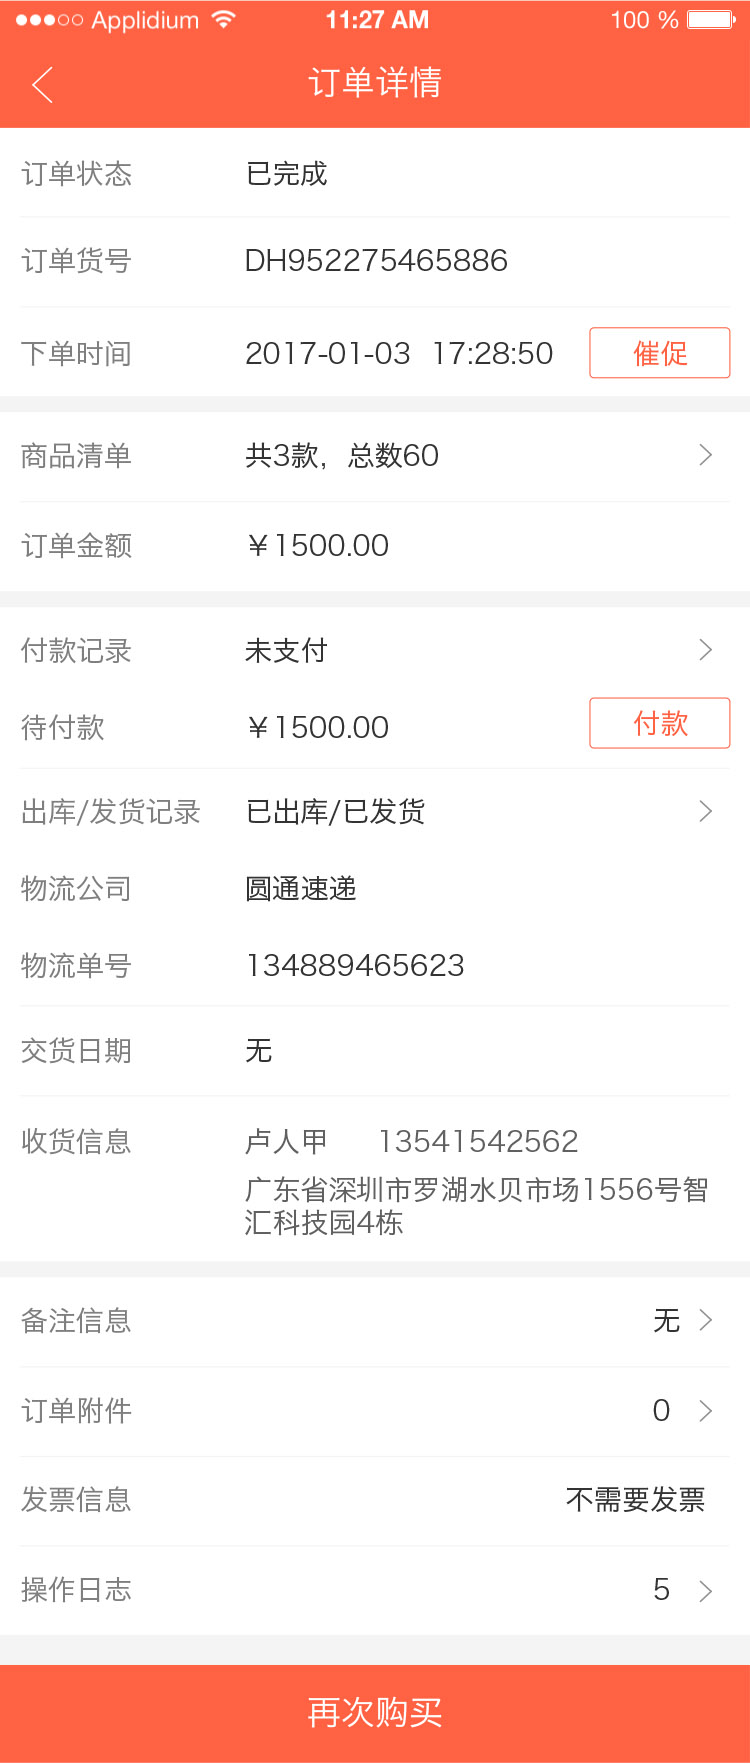 Applidium 11:27 AM 100 %
订单详情
订单状态 已完成
订单货号 DH952275465886
下单时间 2017-01-03 17:28:50 催促
商品清单 共3款，总数60
订单金额 ￥1500.00
付款记录 未支付
待付款 ￥1500.00 付款
出库/发货记录 已出库/已发货
物流公司 圆通速递
物流单号 134889465623
交货日期 无
收货信息 卢人甲 13541542562
广东省深圳市罗湖水贝市场1556号智
汇科技园4栋
备注信息 无
订单附件 0
发票信息 不需要发票
操作日志 5
再次购买